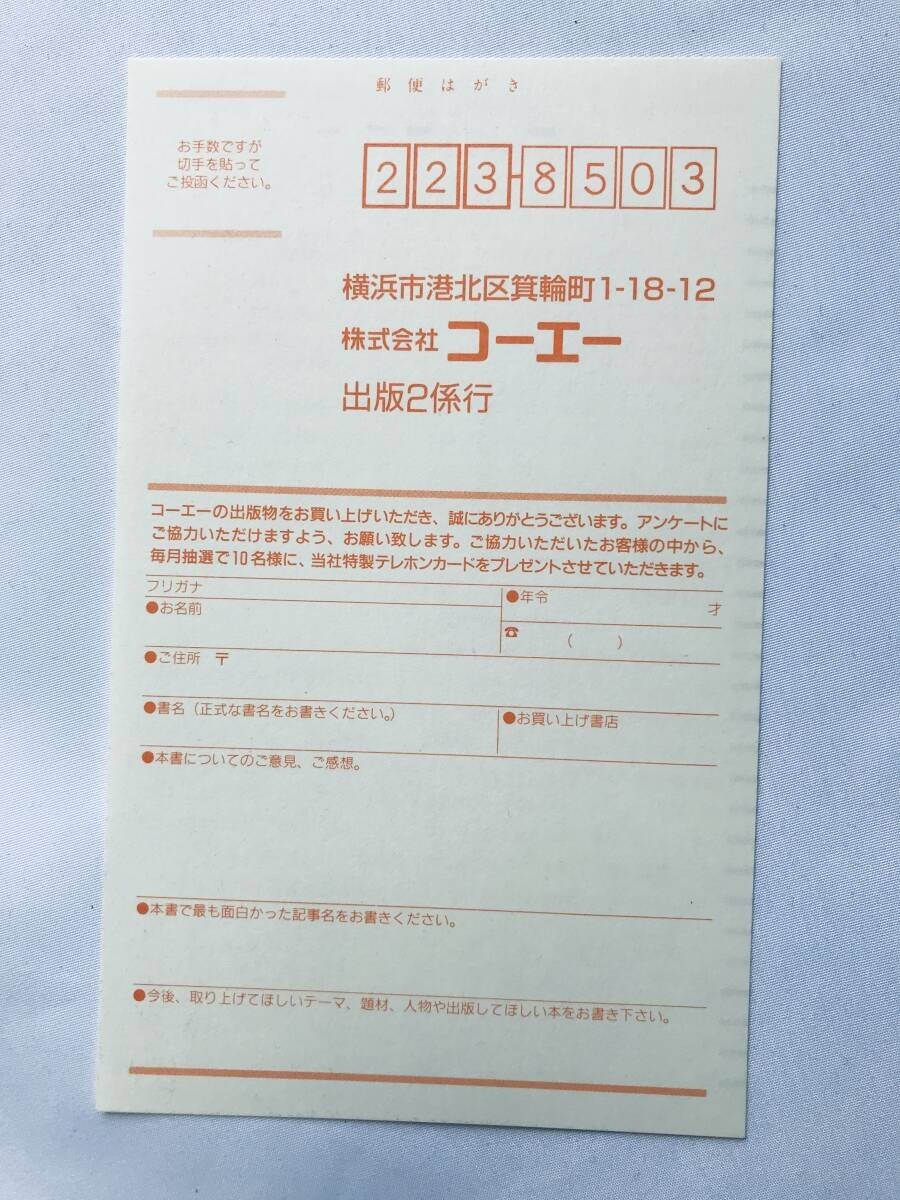 郵便はがき
お手数ですが
切手を貼って
ご投函ください。
223-8503
横浜市港北区箕輪町1-18-12
株式会社 コーエー
出版2係行
コーエーの出版物をお買い上げいただき、誠にありがとうございます。アンケートに
ご協力いただけますよう、お願い致します。ご協力いただいたお客様の中から、
毎月抽選で10名様に、当社特製テレホンカードをプレゼントさせていただきます。
フリガナ
●お名前
●年令 才
☎ ( )
●ご住所 〒
●書名（正式な書名をお書きください。）
●お買い上げ書店
●本書についてのご意見、ご感想。
●本書で最も面白かった記事名をお書きください。
●今後、取り上げてほしいテーマ、題材、人物や出版してほしい本をお書き下さい。